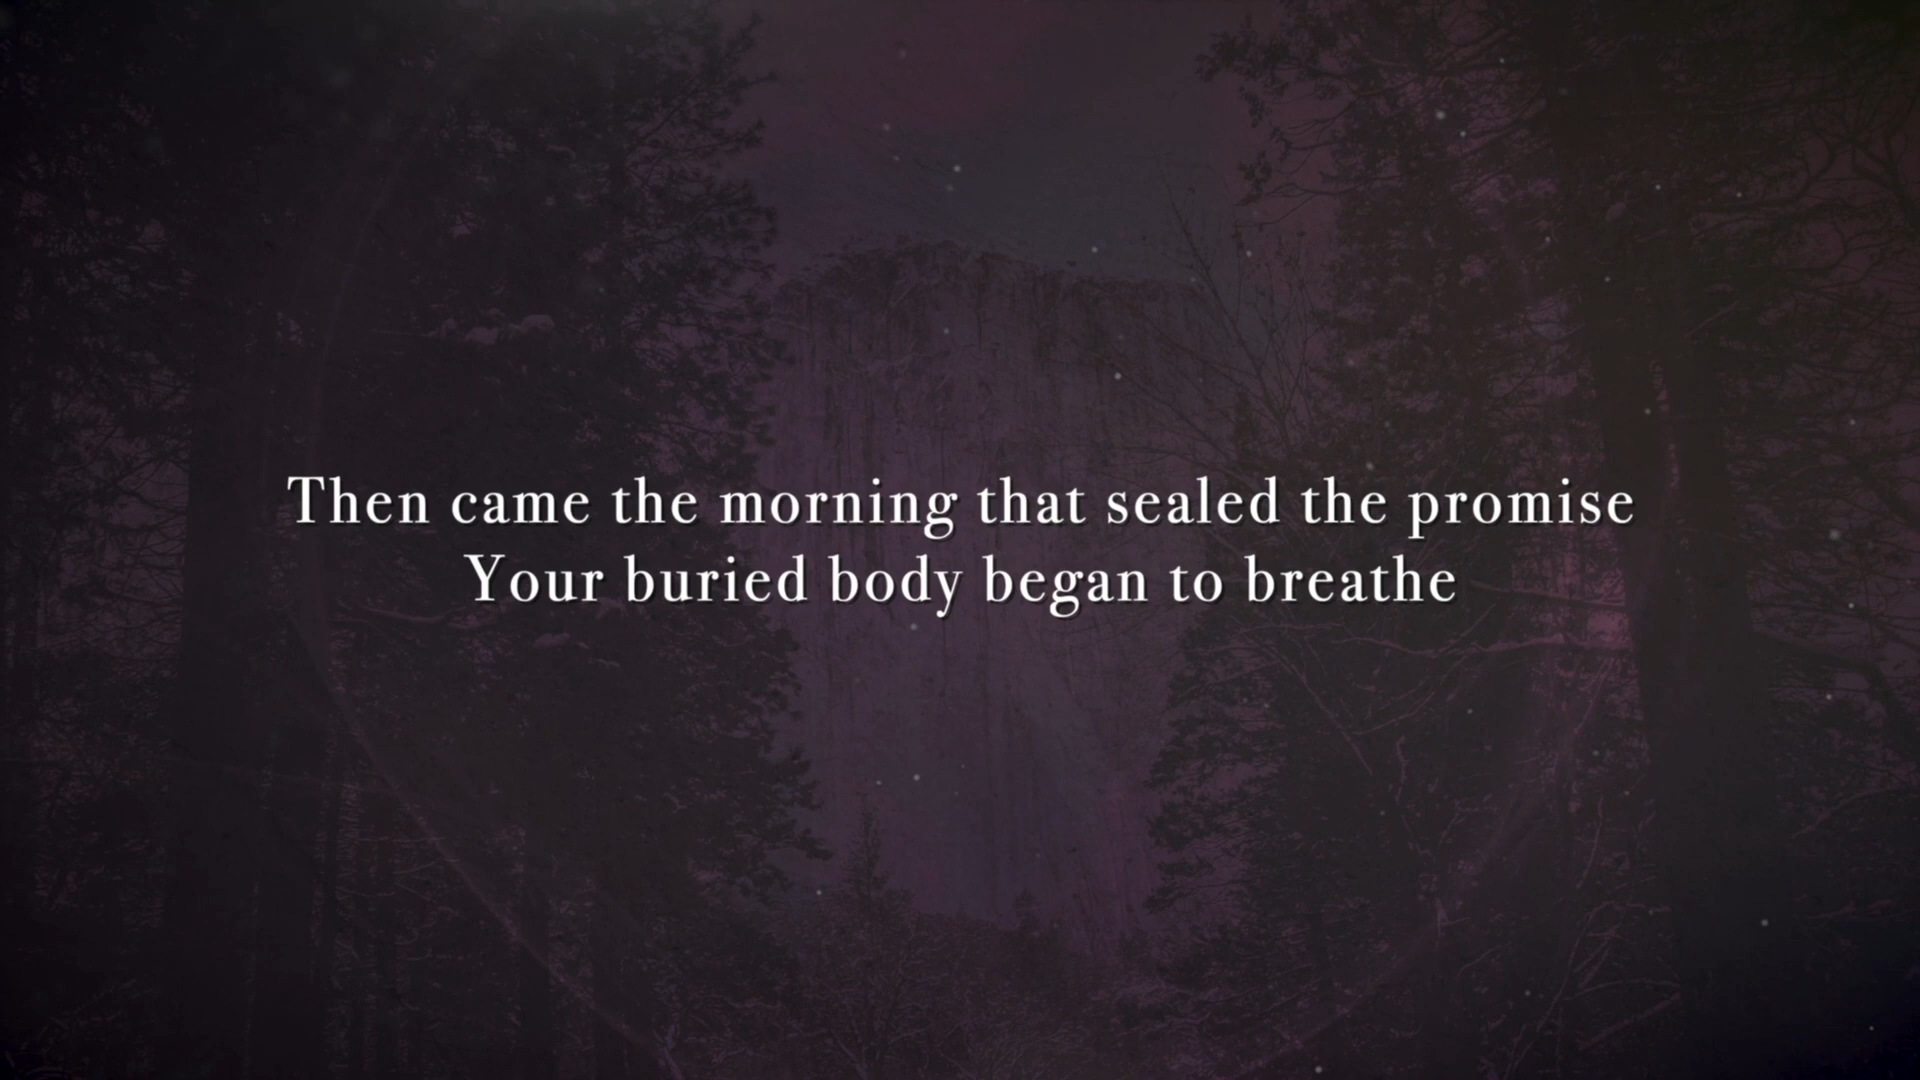 Then came the morning that sealed the promise
Your buried body began to breathe